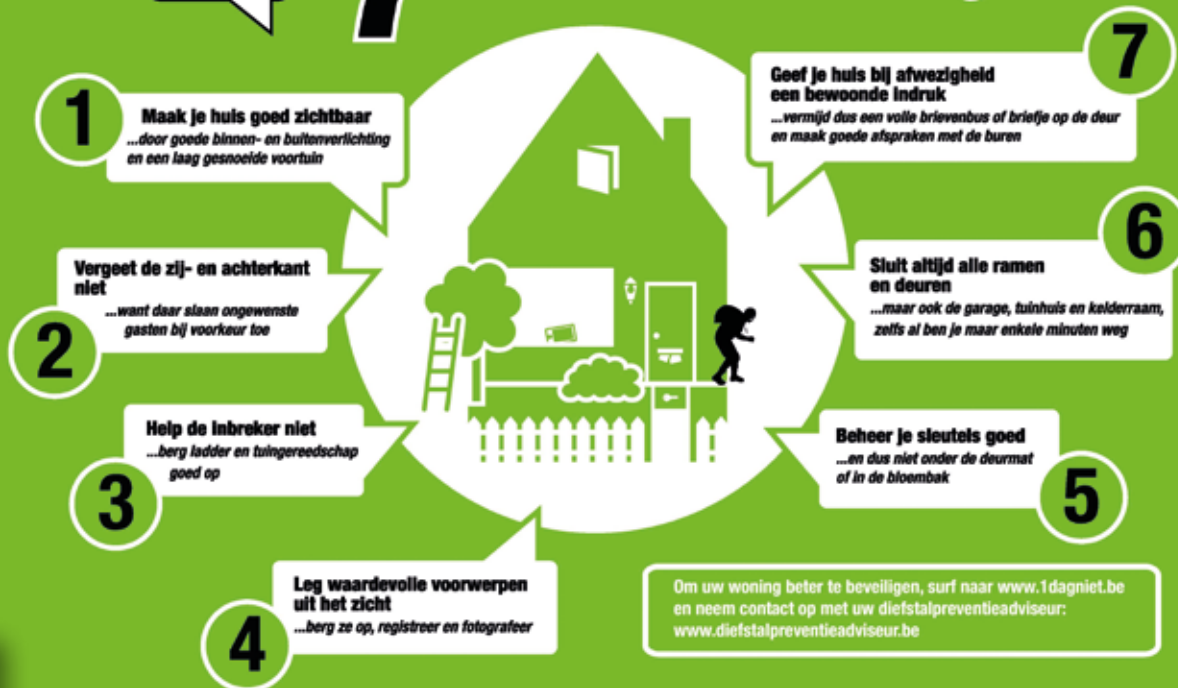 1
Maak je huis goed zichtbaar
...door goede binnen- en buitenverlichting
en een laag gesnoeide voortuin
2
Vergeet de zij- en achterkant
niet
...want daar slaan ongewenste
gasten bij voorkeur toe
3
Help de inbreker niet
...berg ladder en tuingereedschap
goed op
4
Leg waardevolle voorwerpen
uit het zicht
...berg ze op, registreer en fotografeer
5
Beheer je sleutels goed
...en dus niet onder de deurmat
of in de bloembak
6
Sluit altijd alle ramen
en deuren
...maar ook de garage, tuinhuis en kelderraam,
zelfs al ben je maar enkele minuten weg
7
Geef je huis bij afwezigheid
een bewoonde indruk
...vermijd dus een volle brievenbus of briefje op de deur
en maak goede afspraken met de buren
Om uw woning beter te beveiligen, surf naar www.1dagniet.be
en neem contact op met uw diefstalpreventieadviseur:
www.diefstalpreventieadviseur.be